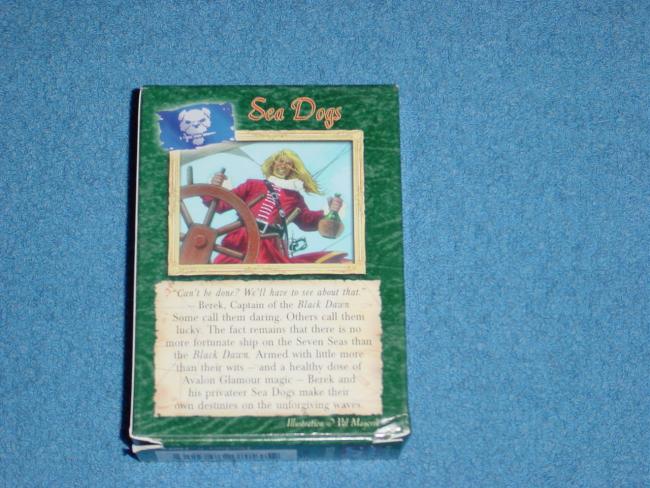 Sea Dogs
"Can't be done? We'll have to see about that."
— Berek, Captain of the Black Dawn
Some call them daring. Others call them
lucky. The fact remains that there is no
more fortunate ship on the Seven Seas than
the Black Dawn. Armed with little more
than their wits — and a healthy dose of
Avalon Glamour magic — Berek and
his privateer Sea Dogs make their
own destinies on the unforgiving waves.
Illustration Val